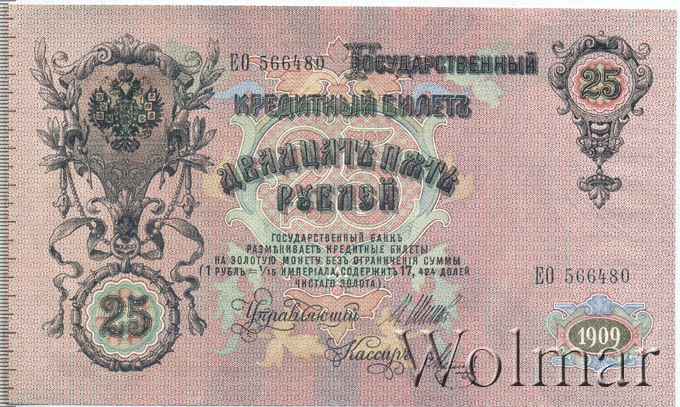 ЕО 566480 Государственный 25
Кредитный Билетъ
Двадцать пять
рублей
ГОСУДАРСТВЕННЫЙ БАНКЪ
РАЗМѢНИВАЕТЪ КРЕДИТНЫЕ БИЛЕТЫ
НА ЗОЛОТУЮ МОНЕТУ БЕЗЪ ОГРАНИЧЕНІЯ СУММЫ
(1 РУБЛЬ = 1/15 ИМПЕРІАЛА, СОДЕРЖИТЪ 17,424 ДОЛЕЙ
ЧИСТАГО ЗОЛОТА).
ЕО 566480
25 Управляющій
1909
Кассиръ
Wolmar